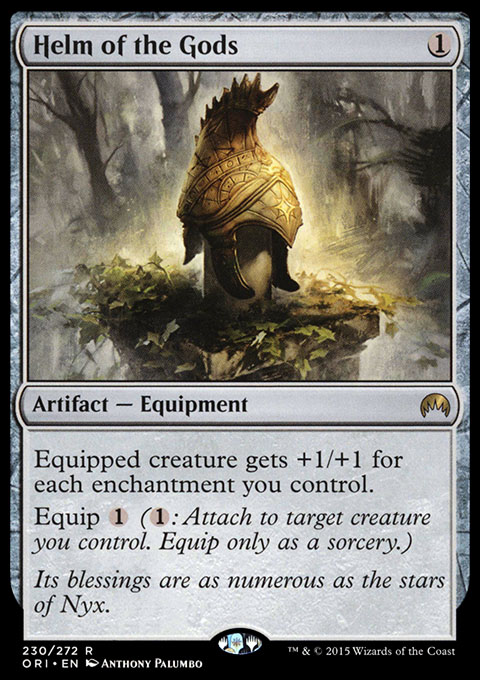 Helm of the Gods 1
Artifact — Equipment
Equipped creature gets +1/+1 for
each enchantment you control.
Equip 1 (1: Attach to target creature
you control. Equip only as a sorcery.)
Its blessings are as numerous as the stars
of Nyx.
230/272 R
ORI • EN Anthony Palumbo
™ & © 2015 Wizards of the Coast